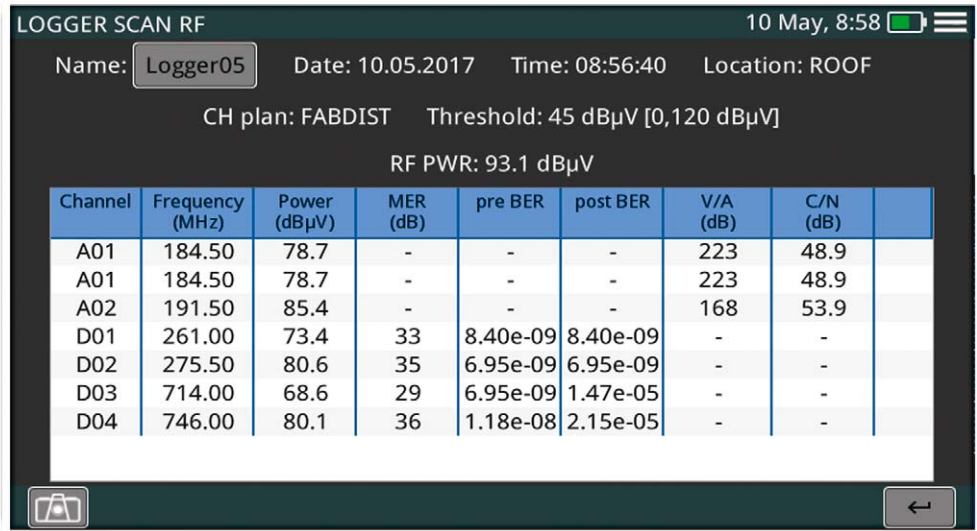 LOGGER SCAN RF 10 May, 8:58
Name: Logger05 Date: 10.05.2017 Time: 08:56:40 Location: ROOF
CH plan: FABDIST Threshold: 45 dBµV [0,120 dBµV]
RF PWR: 93.1 dBµV
Channel Frequency (MHz) Power (dBµV) MER (dB) pre BER post BER V/A (dB) C/N (dB)
A01 184.50 78.7 - - - 223 48.9
A01 184.50 78.7 - - - 223 48.9
A02 191.50 85.4 - - - 168 53.9
D01 261.00 73.4 33 8.40e-09 8.40e-09 - -
D02 275.50 80.6 35 6.95e-09 6.95e-09 - -
D03 714.00 68.6 29 6.95e-09 1.47e-05 - -
D04 746.00 80.1 36 1.18e-08 2.15e-05 - -